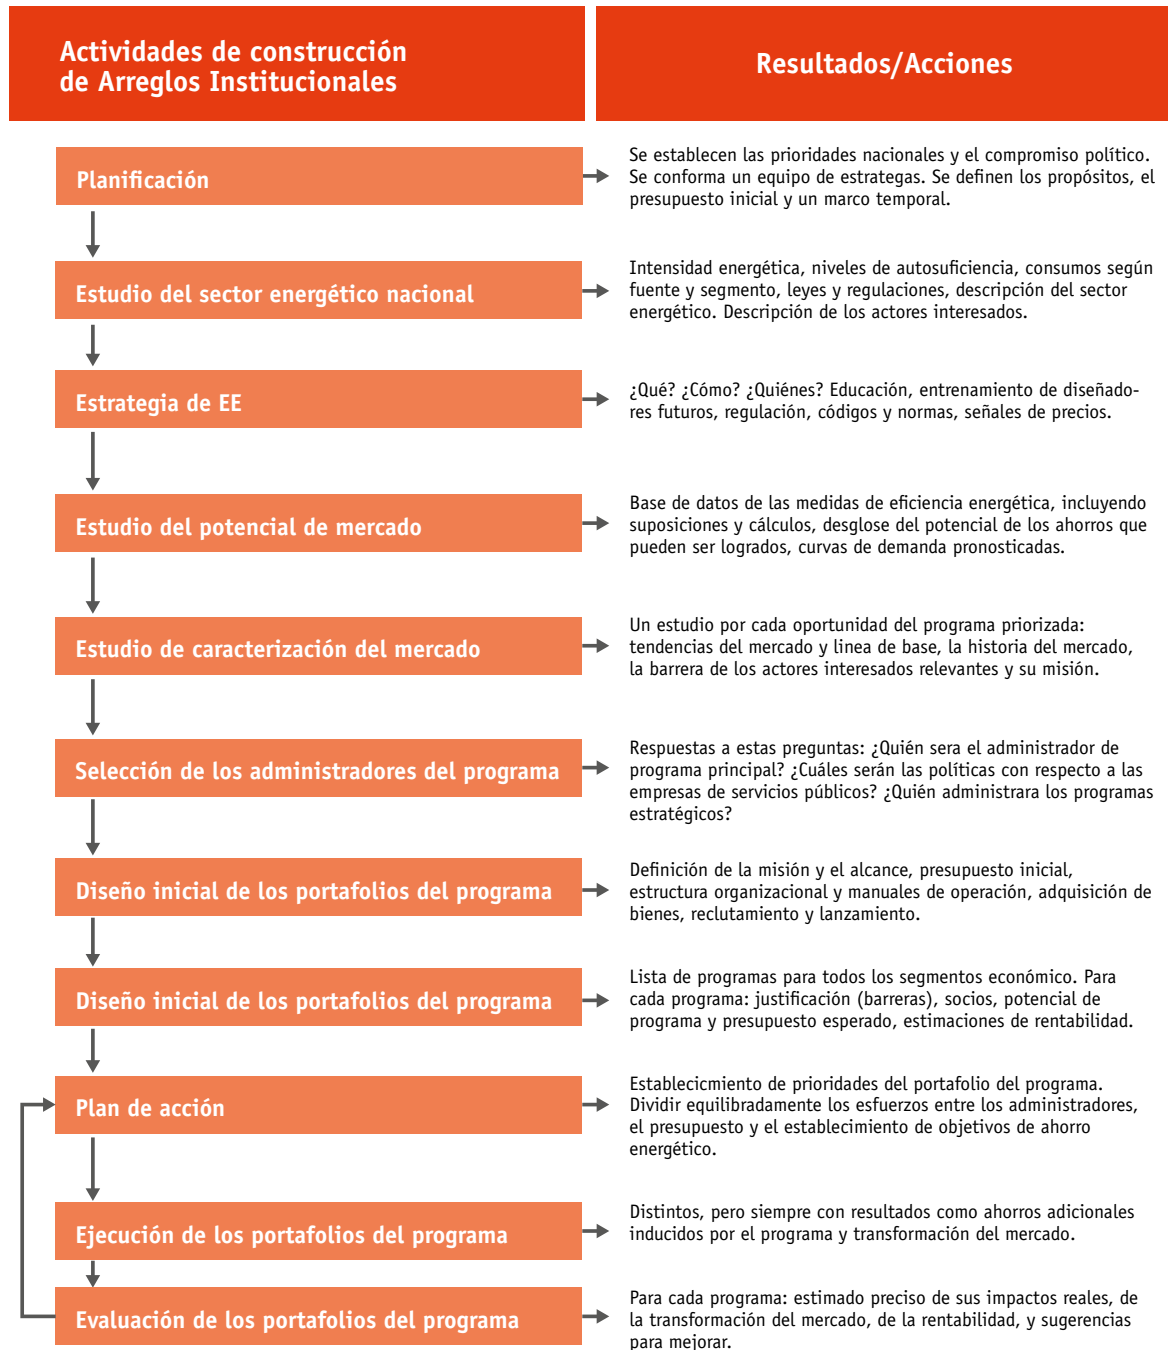 Actividades de construcción
de Arreglos Institucionales
Resultados/Acciones
Planificación
Se establecen las prioridades nacionales y el compromiso político.
Se conforma un equipo de estrategas. Se definen los propósitos, el
presupuesto inicial y un marco temporal.
Estudio del sector energético nacional
Intensidad energética, niveles de autosuficiencia, consumos según
fuente y segmento, leyes y regulaciones, descripción del sector
energético. Descripción de los actores interesados.
Estrategia de EE
¿Qué? ¿Cómo? ¿Quiénes? Educación, entrenamiento de diseñado-
res futuros, regulación, códigos y normas, señales de precios.
Estudio del potencial de mercado
Base de datos de las medidas de eficiencia energética, incluyendo
suposiciones y cálculos, desglose del potencial de los ahorros que
pueden ser logrados, curvas de demanda pronosticadas.
Estudio de caracterización del mercado
Un estudio por cada oportunidad del programa priorizada:
tendencias del mercado y linea de base, la historia del mercado,
la barrera de los actores interesados relevantes y su misión.
Selección de los administradores del programa
Respuestas a estas preguntas: ¿Quién sera el administrador de
programa principal? ¿Cuáles serán las políticas con respecto a las
empresas de servicios públicos? ¿Quién administrara los programas
estratégicos?
Diseño inicial de los portafolios del programa
Definición de la misión y el alcance, presupuesto inicial,
estructura organizacional y manuales de operación, adquisición de
bienes, reclutamiento y lanzamiento.
Diseño inicial de los portafolios del programa
Lista de programas para todos los segmentos económico. Para
cada programa: justificación (barreras), socios, potencial de
programa y presupuesto esperado, estimaciones de rentabilidad.
Plan de acción
Establecicmiento de prioridades del portafolio del programa.
Dividir equilibradamente los esfuerzos entre los administradores,
el presupuesto y el establecimiento de objetivos de ahorro
energético.
Ejecución de los portafolios del programa
Distintos, pero siempre con resultados como ahorros adicionales
inducidos por el programa y transformación del mercado.
Evaluación de los portafolios del programa
Para cada programa: estimado preciso de sus impactos reales, de
la transformación del mercado, de la rentabilidad, y sugerencias
para mejorar.